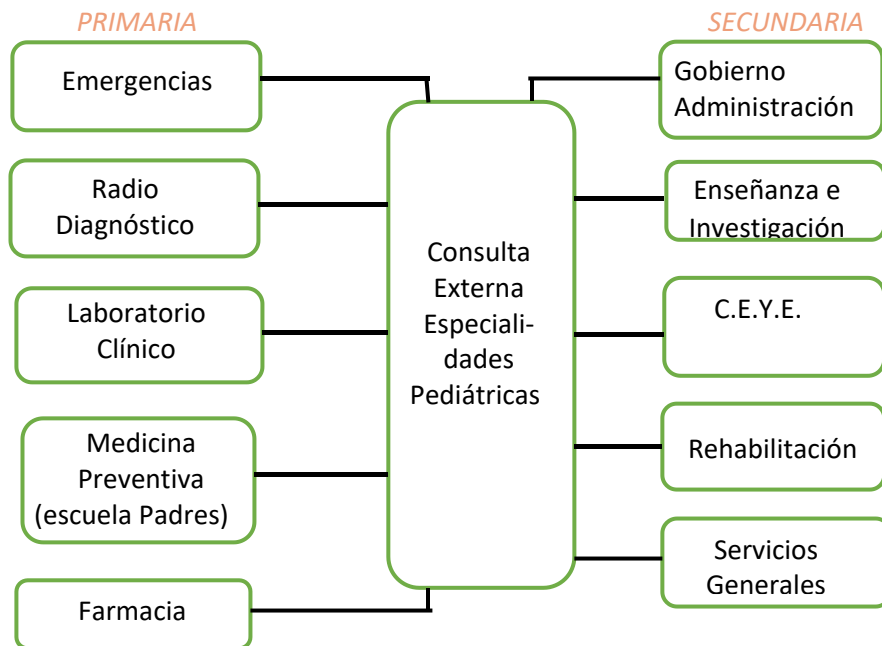 PRIMARIA
Emergencias
Radio
Diagnóstico
Laboratorio
Clínico
Medicina
Preventiva
(escuela Padres)
Farmacia
Consulta
Externa
Especiali-
dades
Pediátricas
SECUNDARIA
Gobierno
Administración
Enseñanza e
Investigación
C.E.Y.E.
Rehabilitación
Servicios
Generales